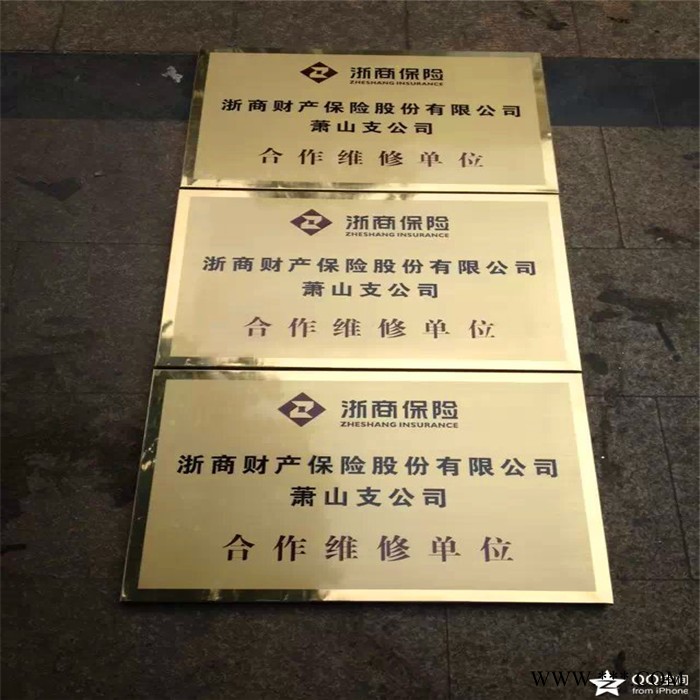 浙商保险
ZHESHANG INSURANCE
浙商财产保险股份有限公司
萧山支公司
合作维修单位
浙商保险
ZHESHANG INSURANCE
浙商财产保险股份有限公司
萧山支公司
合作维修单位
浙商保险
ZHESHANG INSURANCE
浙商财产保险股份有限公司
萧山支公司
合作维修单位
QQ空间
from iPhone